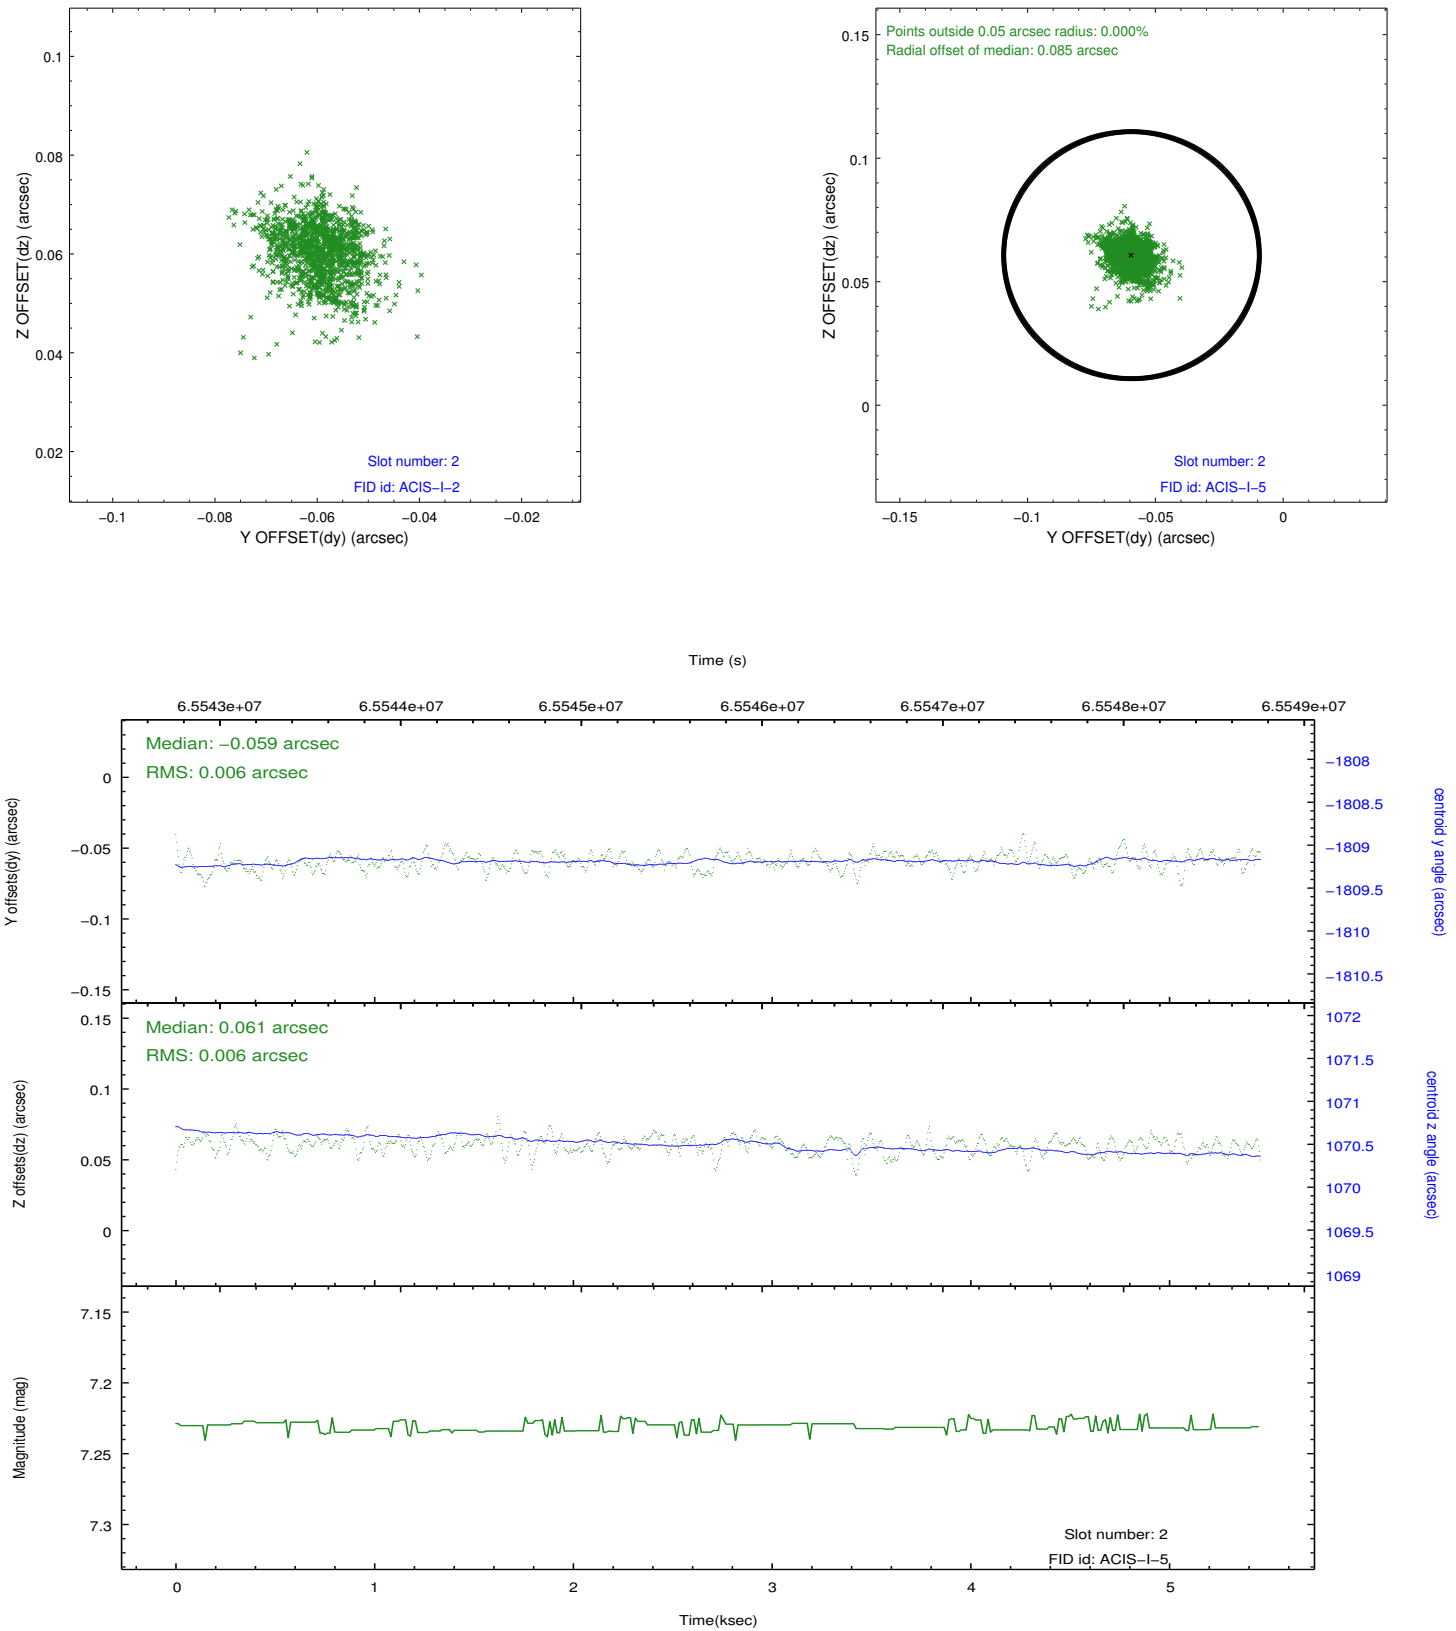 0.1
0.08
0.06
0.04
0.02
Z OFFSET(dz) (arcsec)
Slot number: 2
FID id: ACIS−I−2
−0.1
−0.08
−0.06
−0.04
−0.02
Y OFFSET(dy) (arcsec)
Points outside 0.05 arcsec radius: 0.000%
Radial offset of median: 0.085 arcsec
0.15
0.1
0.05
0
Z OFFSET(dz) (arcsec)
Slot number: 2
FID id: ACIS−I−5
−0.15
−0.1
−0.05
0
Y OFFSET(dy) (arcsec)
Time (s)
6.5543e+07
6.5544e+07
6.5545e+07
6.5546e+07
6.5547e+07
6.5548e+07
6.5549e+07
Median: −0.059 arcsec
RMS: 0.006 arcsec
0
−0.05
−0.1
−0.15
Y offsets(dy) (arcsec)
−1808
−1808.5
−1809
−1809.5
−1810
−1810.5
centroid y angle (arcsec)
Median: 0.061 arcsec
RMS: 0.006 arcsec
0.15
0.1
0.05
0
Z offsets(dz) (arcsec)
1072
1071.5
1071
1070.5
1070
1069.5
1069
centroid z angle (arcsec)
7.15
7.2
7.25
7.3
Magnitude (mag)
Slot number: 2
FID id: ACIS−I−5
0
1
2
3
4
5
Time(ksec)